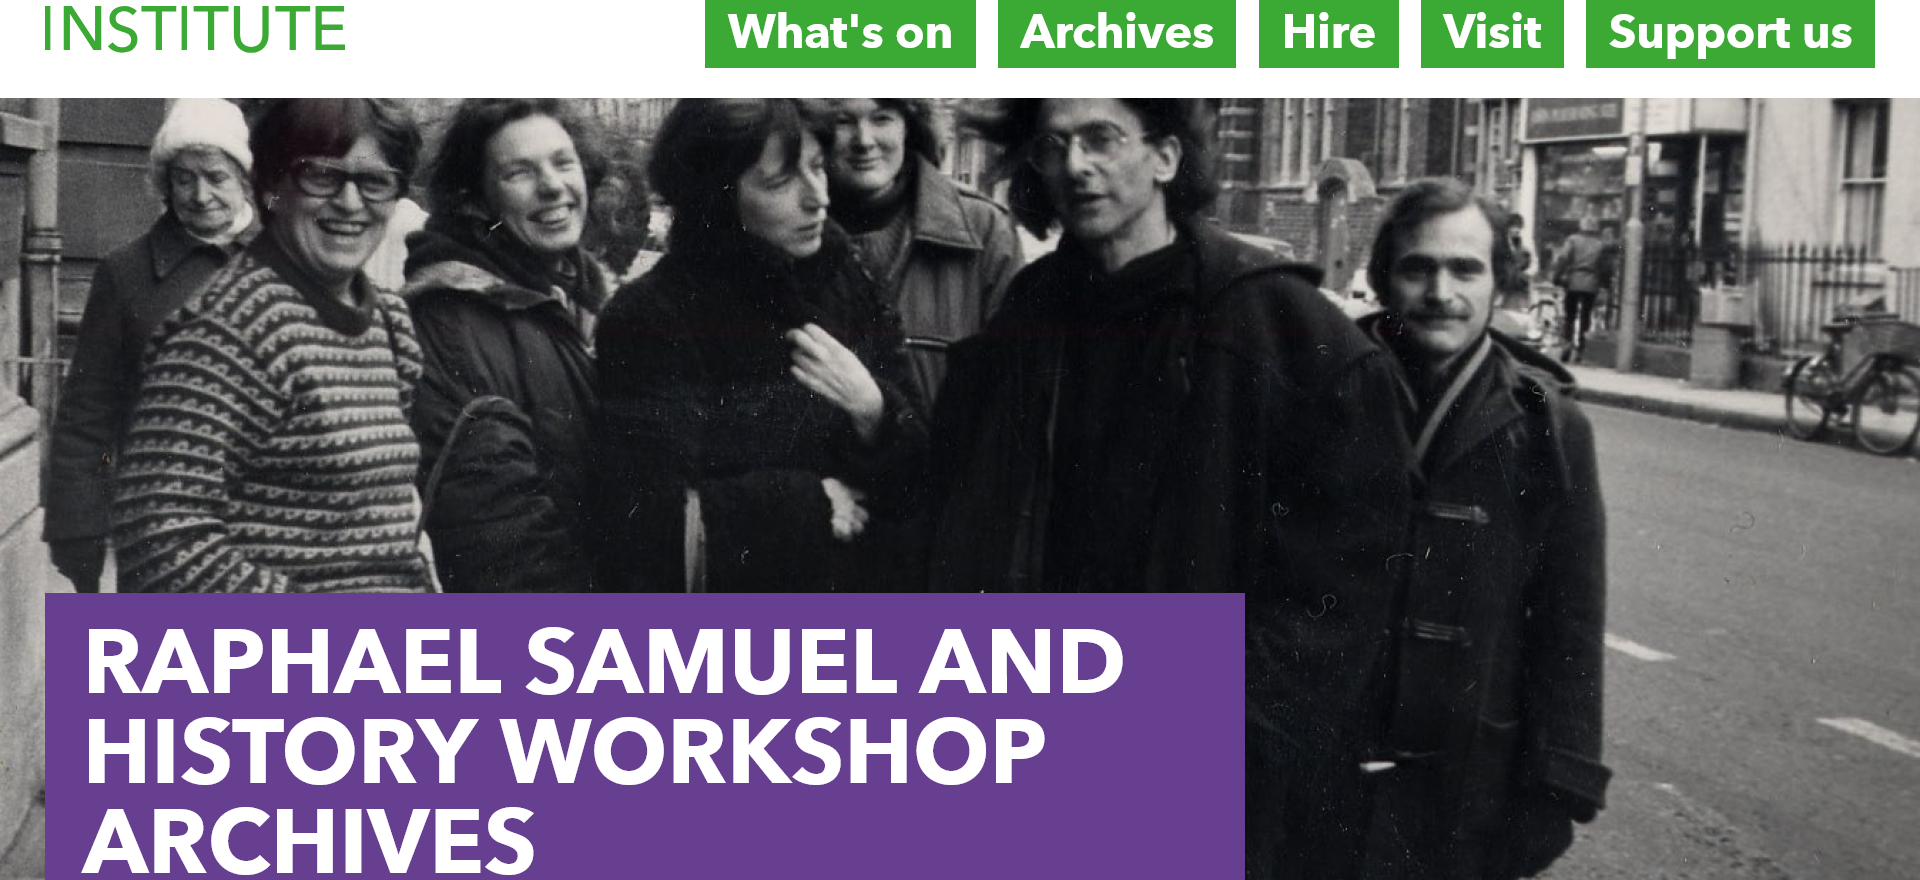 INSTITUTE
What's on
Archives
Hire
Visit
Support us
RAPHAEL SAMUEL AND
HISTORY WORKSHOP
ARCHIVES